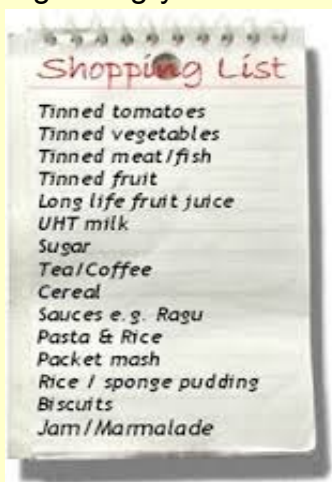 Shopping List
Tinned tomatoes
Tinned vegetables
Tinned meat/fish
Tinned fruit
Long life fruit juice
UHT milk
Sugar
Tea/Coffee
Cereal
Sauces e.g. Ragu
Pasta & Rice
Packet mash
Rice / sponge pudding
Biscuits
Jam/Marmalade